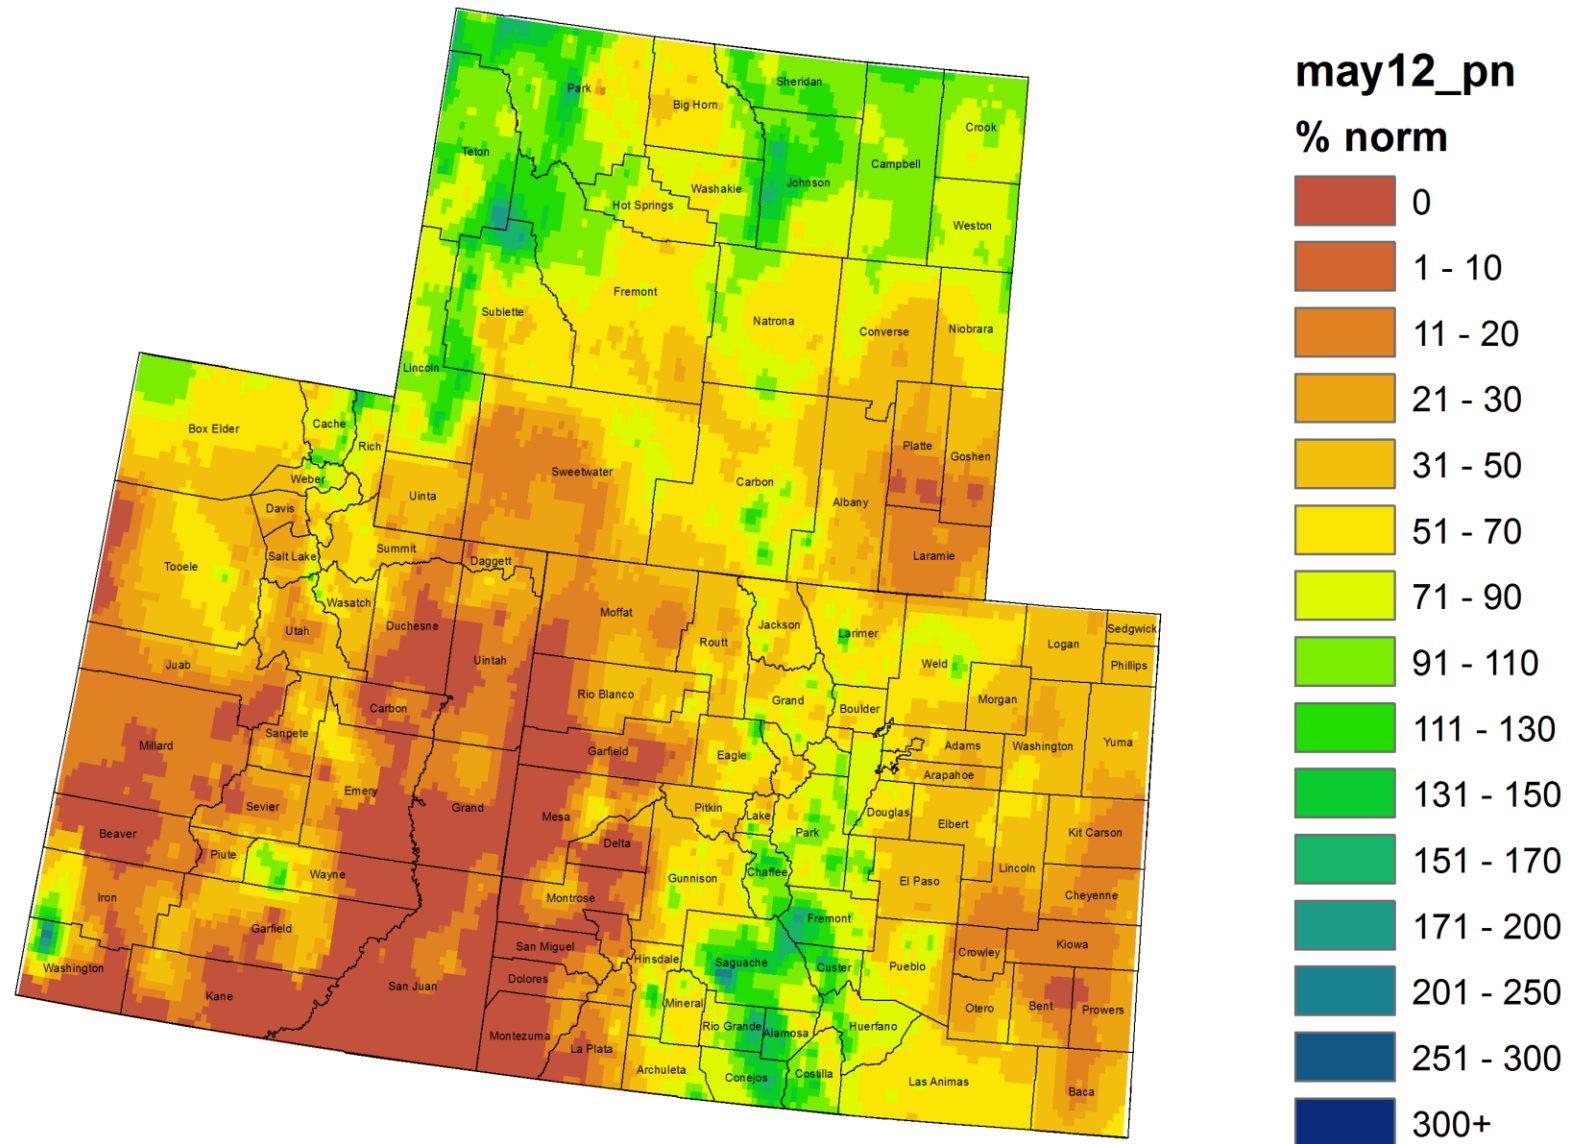 may12_pn
% norm
0
1 - 10
11 - 20
21 - 30
31 - 50
51 - 70
71 - 90
91 - 110
111 - 130
131 - 150
151 - 170
171 - 200
201 - 250
251 - 300
300+
Park
Big Horn
Sheridan
Crook
Teton
Campbell
Johnson
Washakie
Hot Springs
Weston
Fremont
Sublette
Natrona
Converse
Niobrara
Lincoln
Box Elder
Cache
Rich
Platte
Goshen
Weber
Uinta
Sweetwater
Carbon
Albany
Davis
Salt Lake
Summit
Daggett
Laramie
Tooele
Wasatch
Utah
Duchesne
Uintah
Moffat
Routt
Jackson
Larimer
Weld
Logan
Sedgwick
Phillips
Juab
Carbon
Rio Blanco
Grand
Boulder
Morgan
Millard
Sanpete
Garfield
Eagle
Adams
Washington
Yuma
Arapahoe
Sevier
Emery
Grand
Mesa
Pitkin
Lake
Park
Douglas
Elbert
Kit Carson
Beaver
Piute
Wayne
Delta
Gunnison
Chaffee
El Paso
Lincoln
Cheyenne
Iron
Garfield
Montrose
Fremont
Crowley
Kiowa
San Miguel
Hinsdale
Saguache
Custer
Pueblo
Washington
Kane
San Juan
Dolores
Mineral
Otero
Bent
Prowers
Montezuma
La Plata
Rio Grande
Alamosa
Huerfano
Archuleta
Conejos
Costilla
Las Animas
Baca